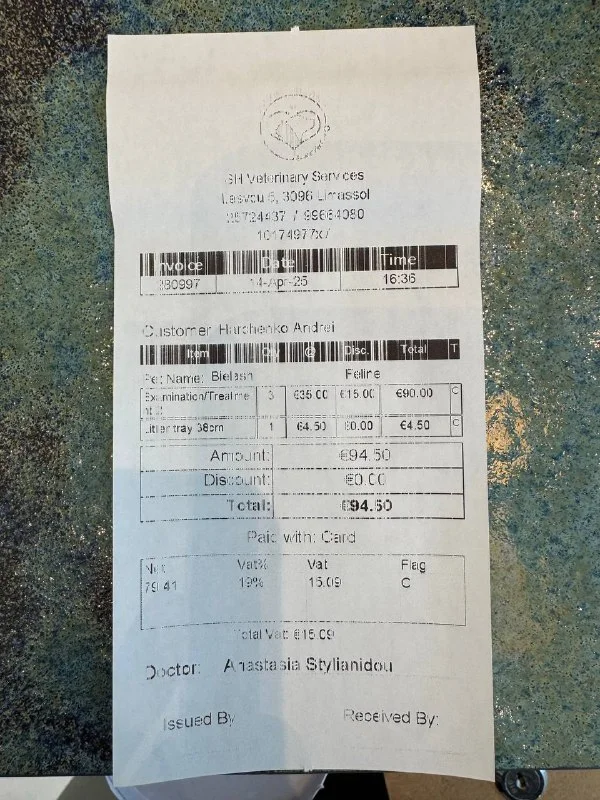 SH Veterinary Services
Lesvou 5, 3096 Limassol
25724437 / 99664080
10174977x7
Invoice Date Time
380997 14-Apr-25 16:36
Customer Harchenko Andrei
Item Qty @ Disc. Total T
Pet Name: Bielash Feline
Examination/Treatme 3 €35.00 €15.00 €90.00 C
Litter tray 38cm 1 €4.50 €0.00 €4.50 C
Amount: €94.50
Discount: €0.00
Total: €94.50
Paid with: Card
Net Vat% Vat Flag
79.41 19% 15.09 C
Total Vat: €15.09
Doctor: Anastasia Stylianidou
Issued By Received By: